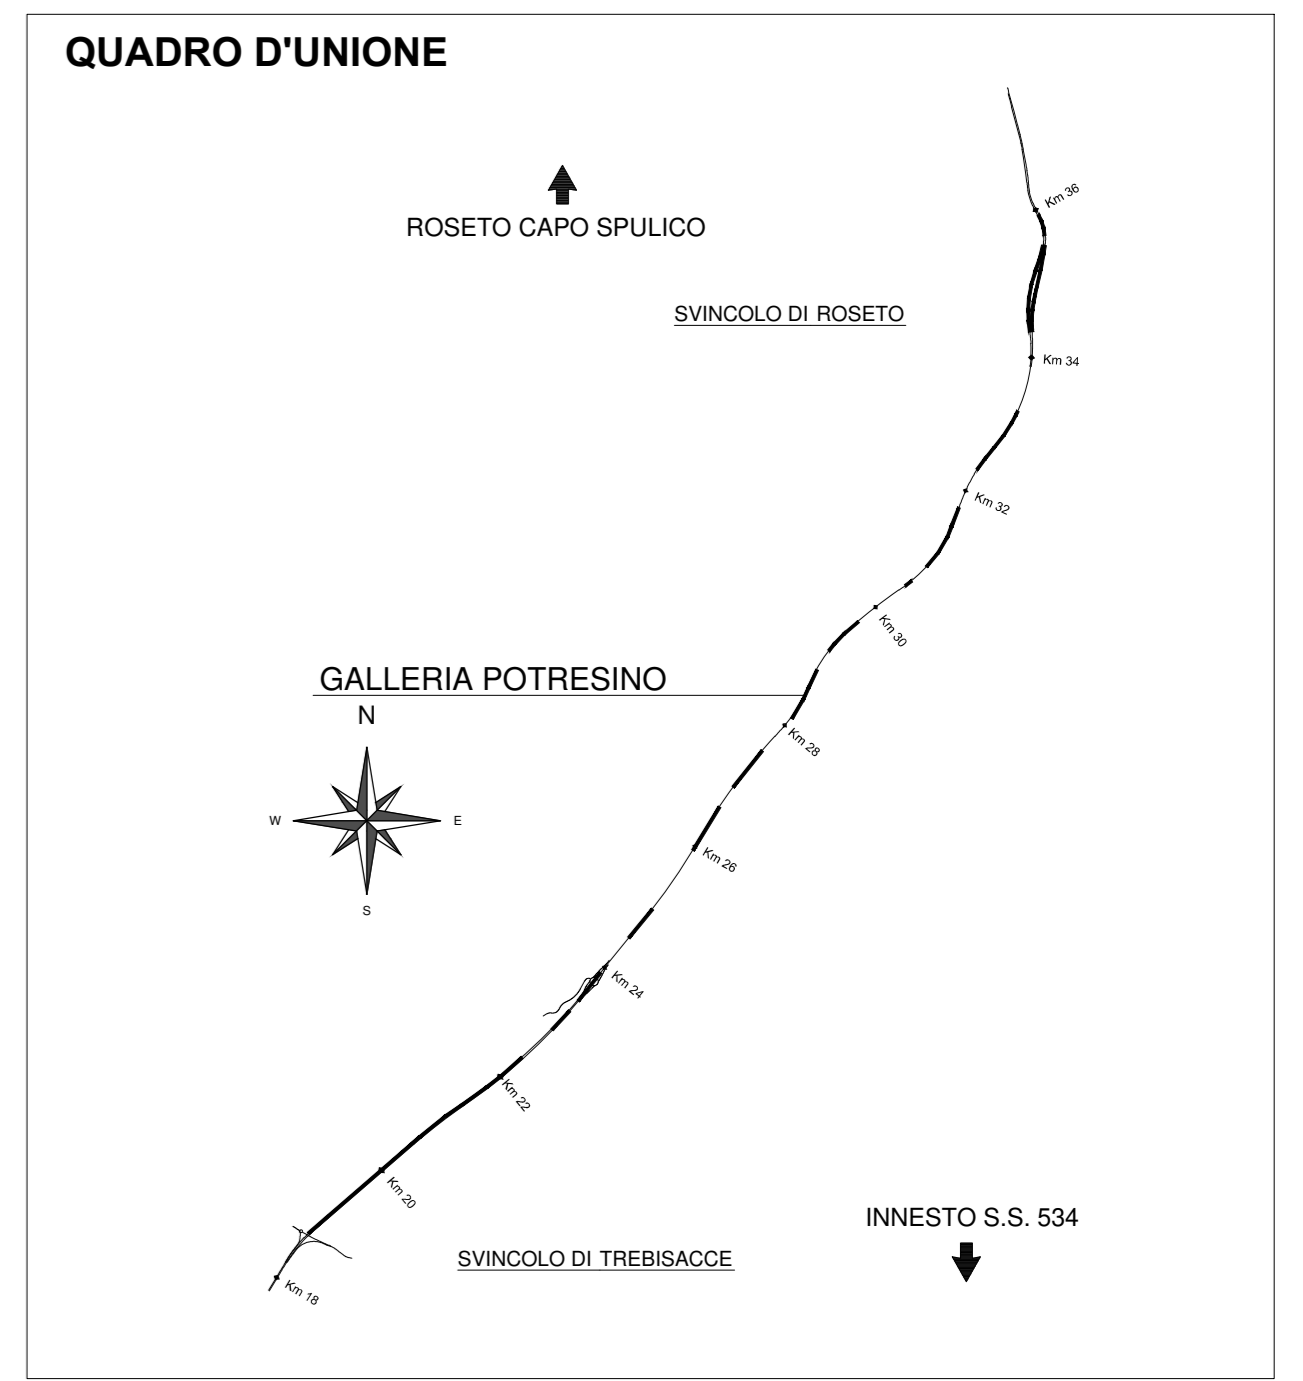 QUADRO D'UNIONE
Km 36
ROSETO CAPO SPULICO
SVINCOLO DI ROSETO
Km 34
Km 32
Km 30
GALLERIA POTRESINO
N
Km 28
W
E
Km 26
S
Km 24
Km 22
Km 20
INNESTO S.S. 534
SVINCOLO DI TREBISACCE
Km 18